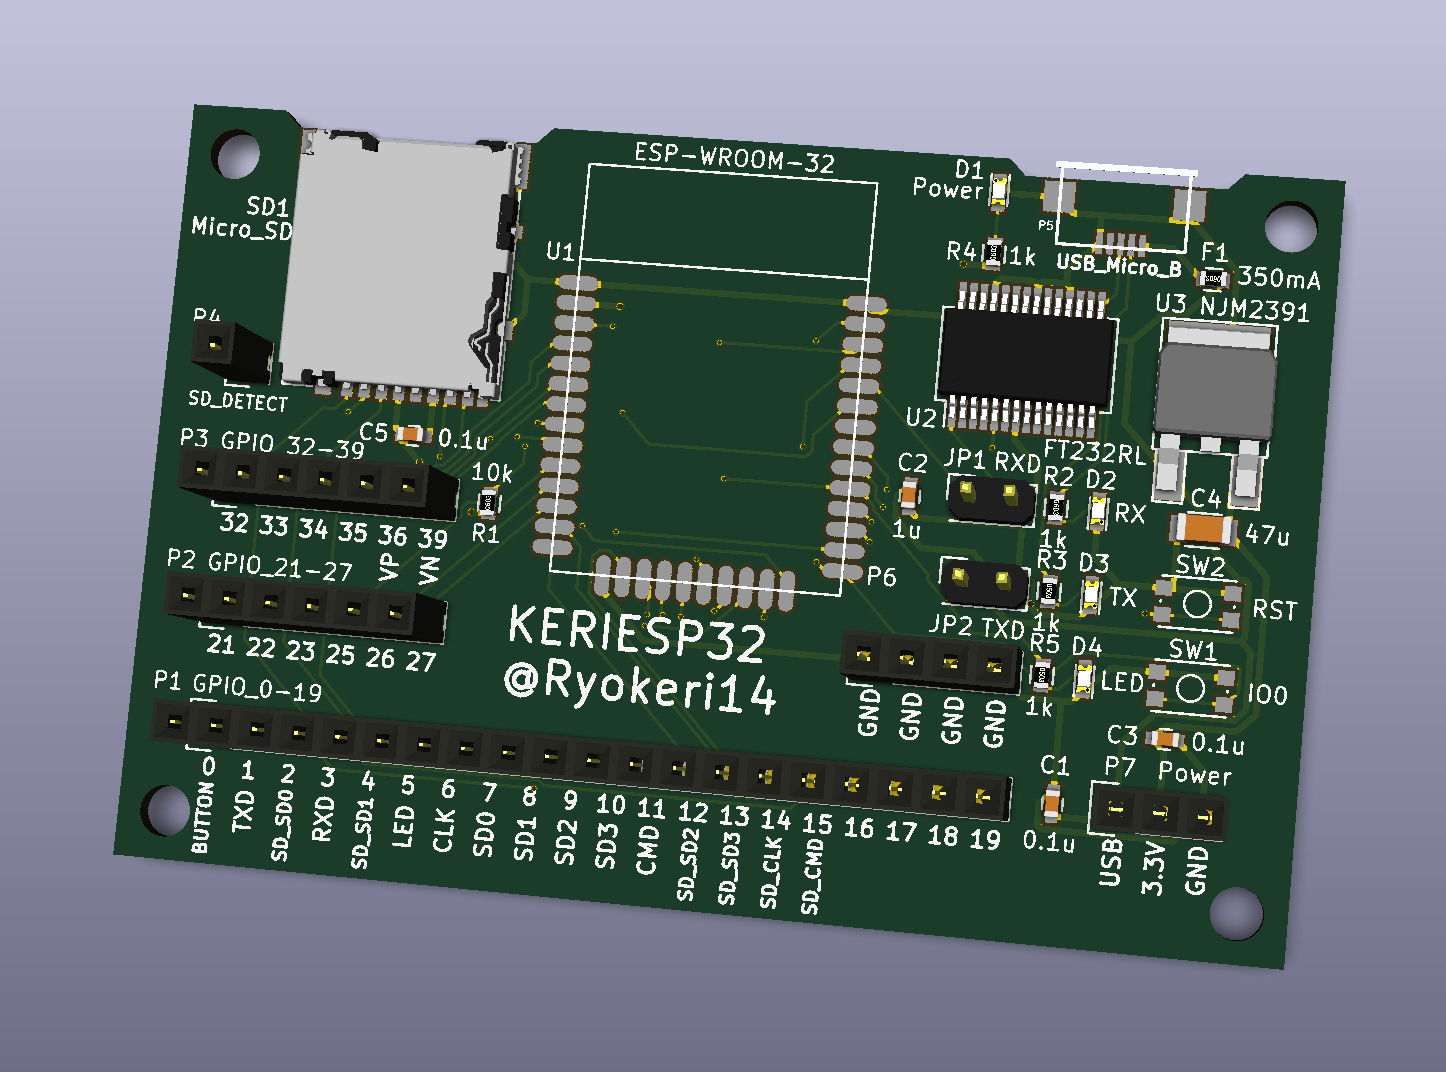 ESP-WROOM-32
D1
Power
SD1
Micro_SD
P5
U1
R4 1k
USB_Micro_B
F1
350mA
U3 NJM2391
P4
SD_DETECT
U2
FT232RL
C5 0.1u
P3 GPIO_32-39
10k
R1
C2
1u
JP1 RXD
R2
1k
D2
RX
C4
47u
32 33 34 35 36 39
VP VN
P2 GPIO_21-27
P6
R3
1k
D3
TX
SW2
RST
JP2 TXD
21 22 23 25 26 27
KERIESP32
@Ryokeri14
R5
1k
D4
LED
SW1
IO0
GND GND GND GND
P1 GPIO_0-19
C3 0.1u
C1
0.1u
P7 Power
0 1 2 3 4 5 6 7 8 9 10 11 12 13 14 15 16 17 18 19
BUTTON TXD SD_SD0 RXD SD_SD1 LED CLK SD0 SD1 SD2 SD3 CMD SD_SD2 SD_SD3 SD_CLK SD_CMD
USB 3.3V GND